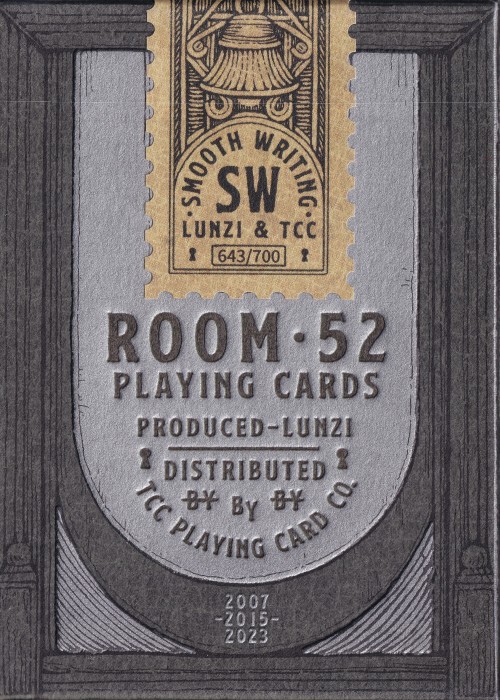 ·SMOOTH WRITING·
SW
LUNZI & TCC
643/700
ROOM·52
PLAYING CARDS
PRODUCED-LUNZI
DISTRIBUTED
BY By BY
TCC PLAYING CARD CO.
2007
-2015-
2023